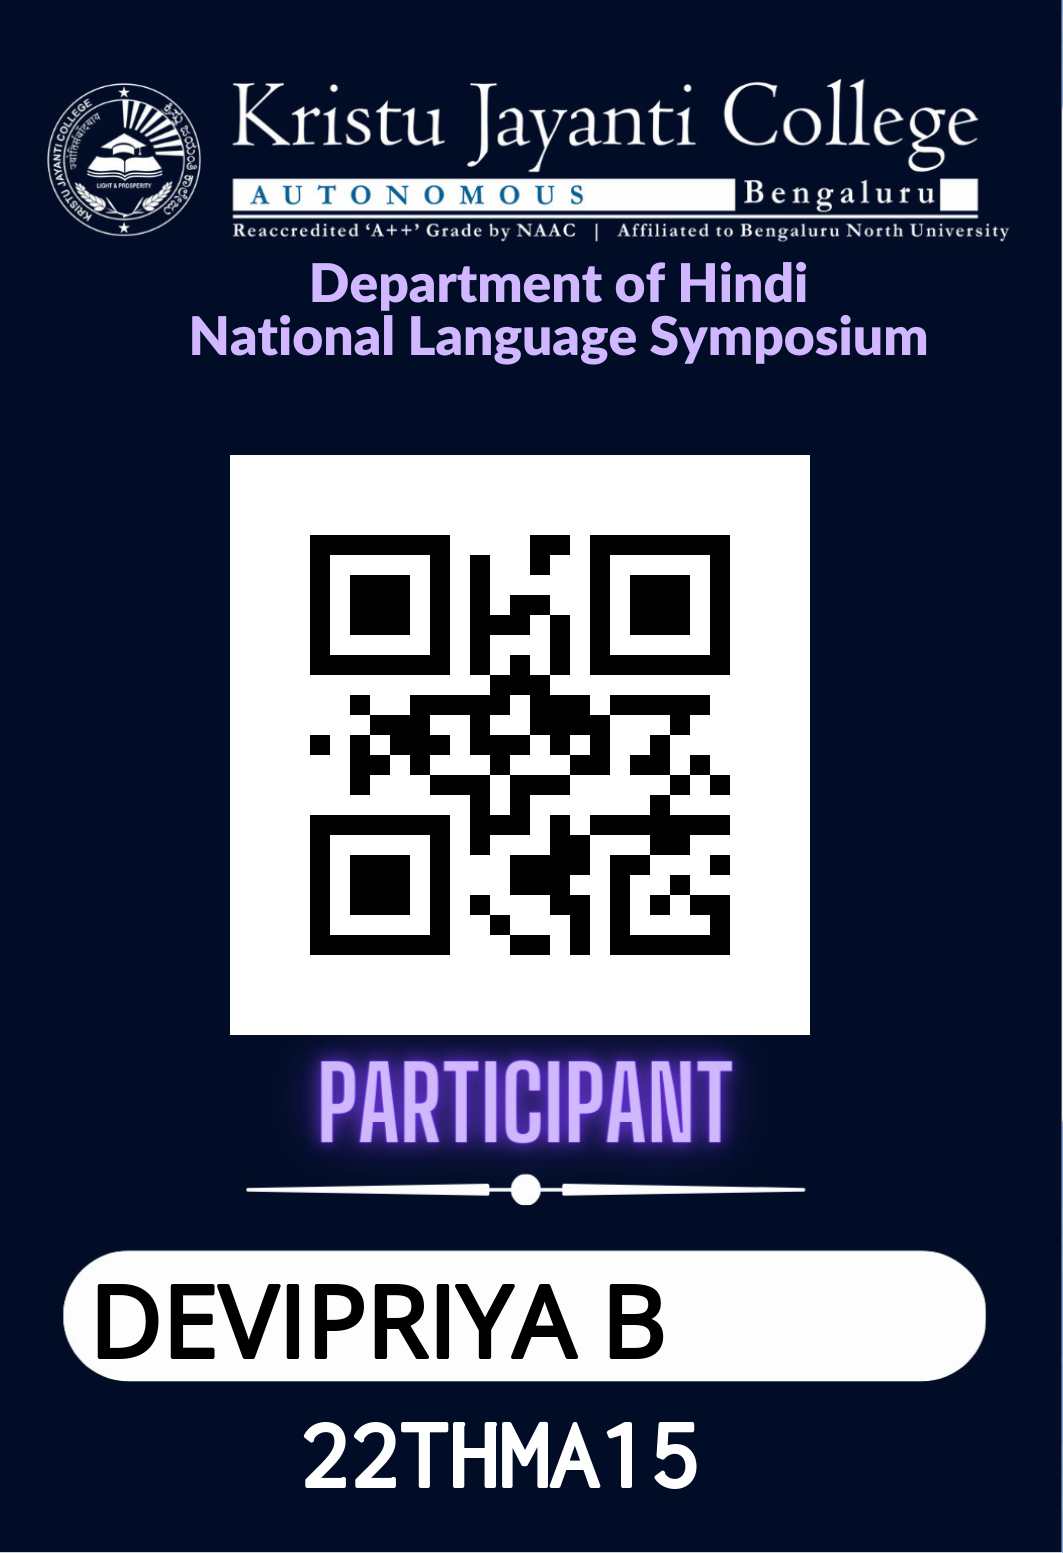 KRISTU JAYANTI COLLEGE
ಕ್ರಿಸ್ತು ಜಯಂತಿ ಕಾಲೇಜು
LIGHT & PROSPERITY
Kristu Jayanti College
AUTONOMOUS Bengaluru
Reaccredited ‘A++’ Grade by NAAC | Affiliated to Bengaluru North University
Department of Hindi
National Language Symposium
PARTICIPANT
DEVIPRIYA B
22THMA15